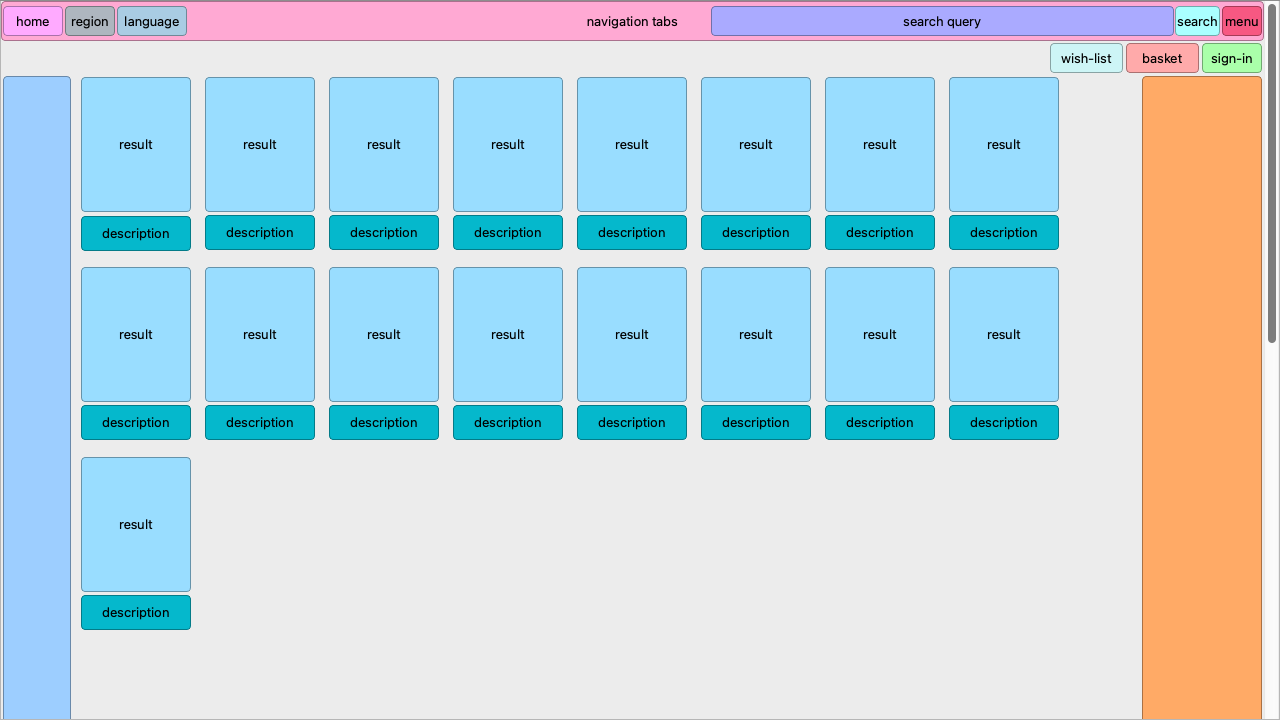 home region language navigation tabs search query search menu
wish-list basket sign-in
result result result result result result result result
description description description description description description description description
result result result result result result result result
description description description description description description description description
result
description